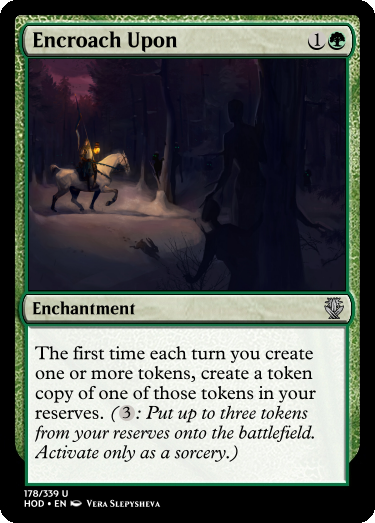 Encroach Upon 1
Enchantment
The first time each turn you create
one or more tokens, create a token
copy of one of those tokens in your
reserves. (3: Put up to three tokens
from your reserves onto the battlefield.
Activate only as a sorcery.)
178/339 U
HOD • EN VERA SLEPYSHEVA